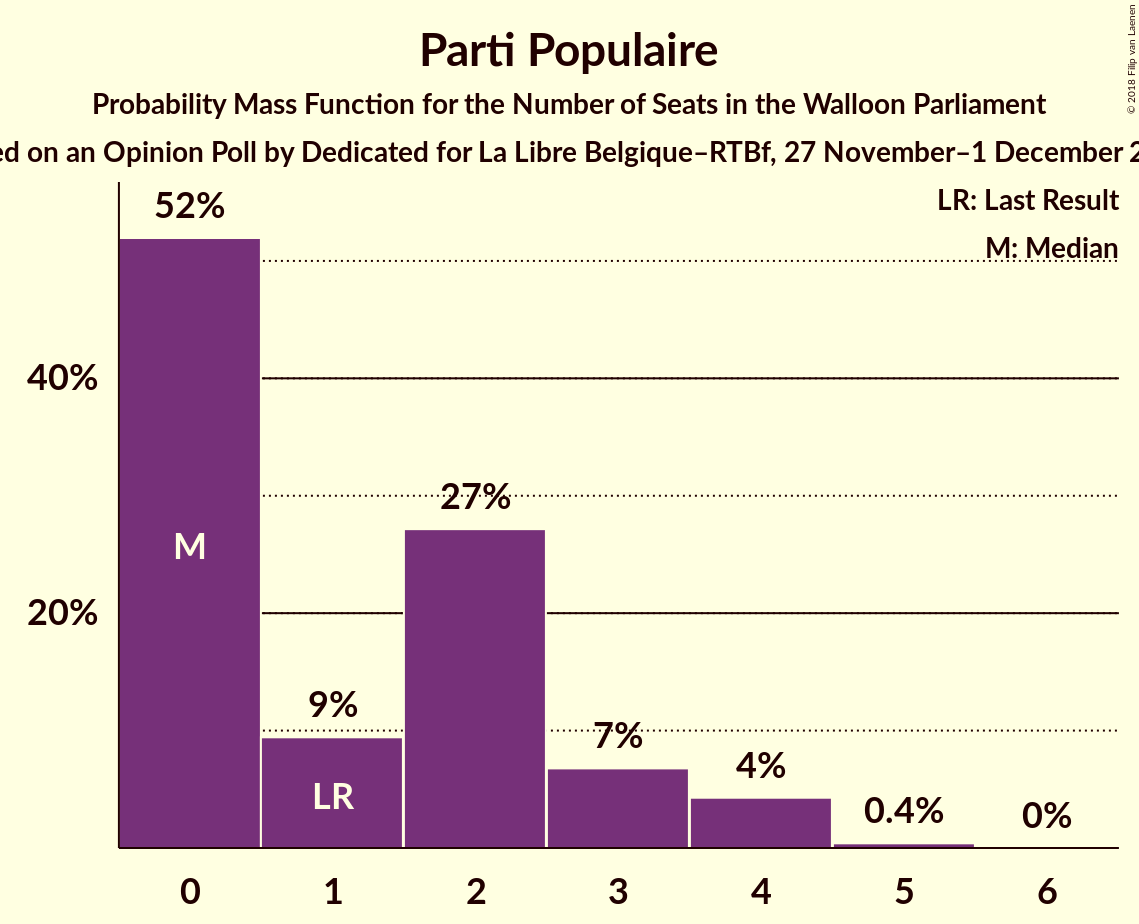 Parti Populaire
Probability Mass Function for the Number of Seats in the Walloon Parliament
on an Opinion Poll by Dedicated for La Libre Belgique–RTBf, 27 November–1 December
© 2018 Filip van Laenen
LR: Last Result
M: Median
52%
40%
27%
M
20%
9%
7%
4%
LR
0.4%
0%
0 1 2 3 4 5 6